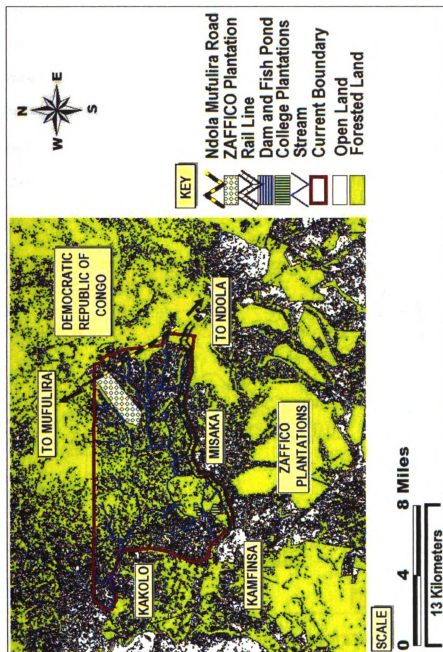 N
E
S
W
KEY
Ndola Mufulira Road
ZAFFICO Plantation
Rail Line
Dam and Fish Pond
College Plantations
Stream
Current Boundary
Open Land
Forested Land
DEMOCRATIC
REPUBLIC OF
CONGO
TO MUFULIRA
TO NDOLA
KAKOLO
MISAKA
KAMFINSA
ZAFFICO
PLANTATIONS
SCALE
0 4 8 Miles
13 Kilometers